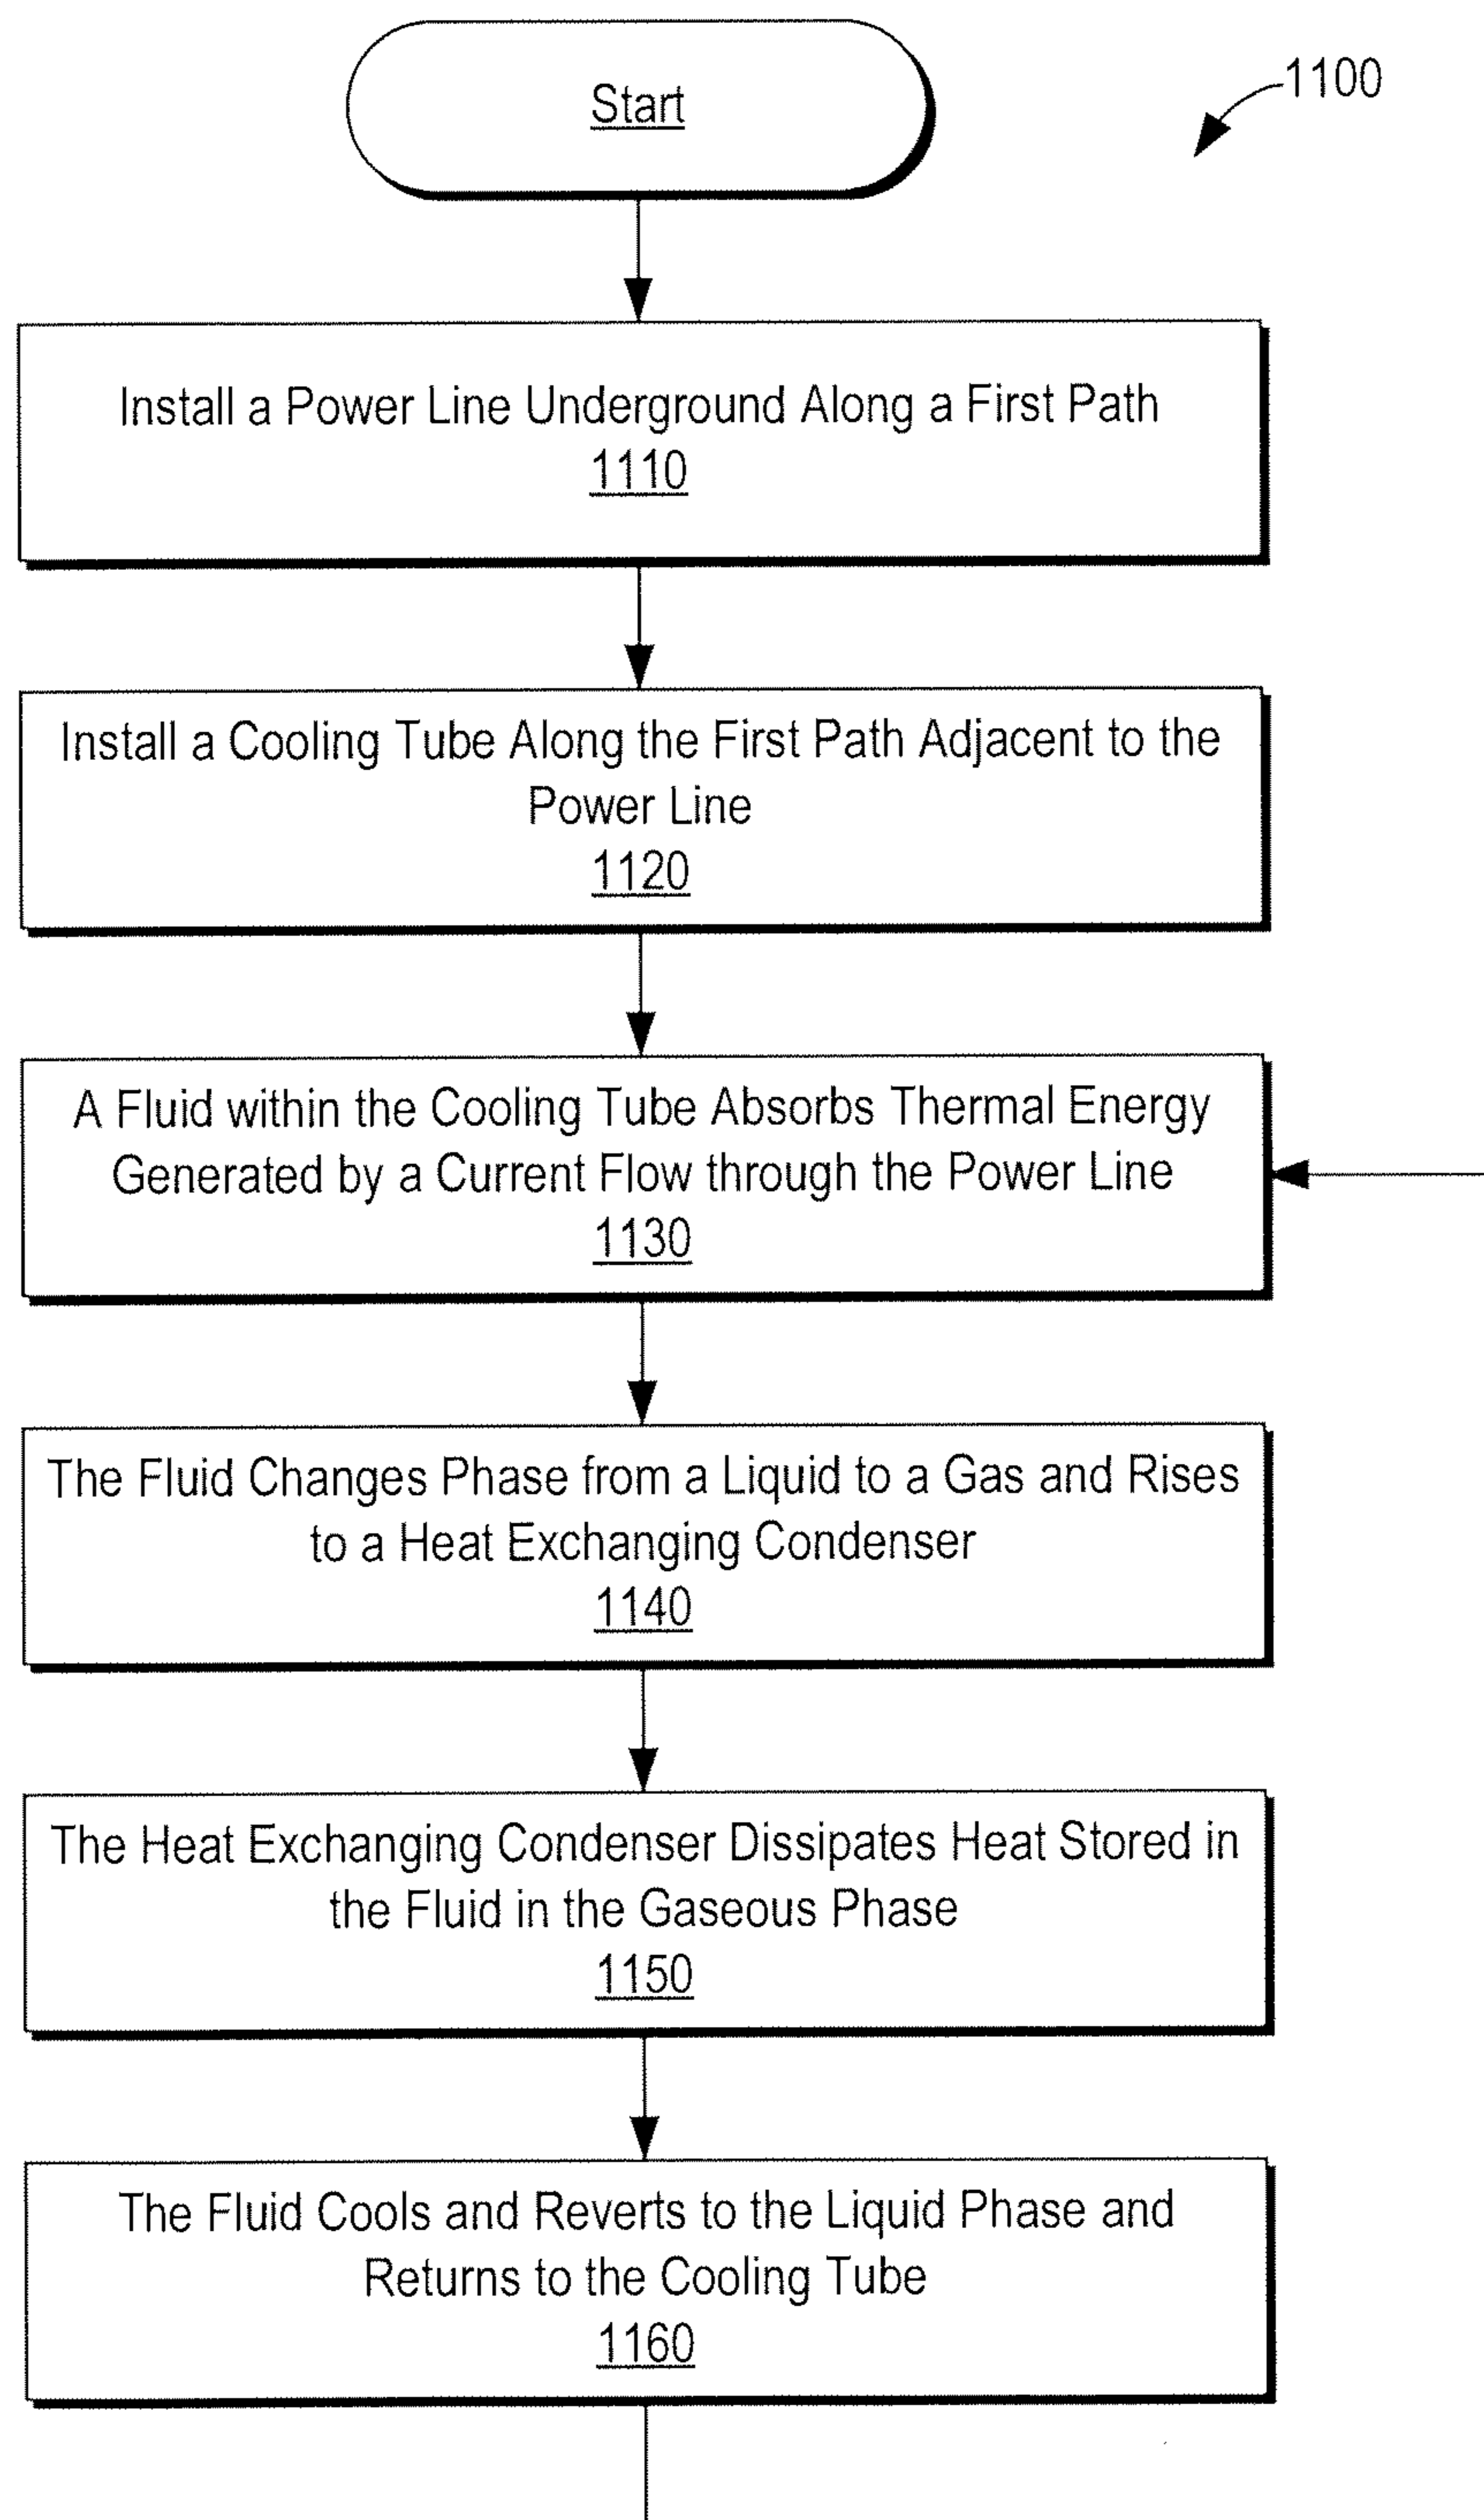 Start
1100
Install a Power Line Underground Along a First Path
1110
Install a Cooling Tube Along the First Path Adjacent to the
Power Line
1120
A Fluid within the Cooling Tube Absorbs Thermal Energy
Generated by a Current Flow through the Power Line
1130
The Fluid Changes Phase from a Liquid to a Gas and Rises
to a Heat Exchanging Condenser
1140
The Heat Exchanging Condenser Dissipates Heat Stored in
the Fluid in the Gaseous Phase
1150
The Fluid Cools and Reverts to the Liquid Phase and
Returns to the Cooling Tube
1160